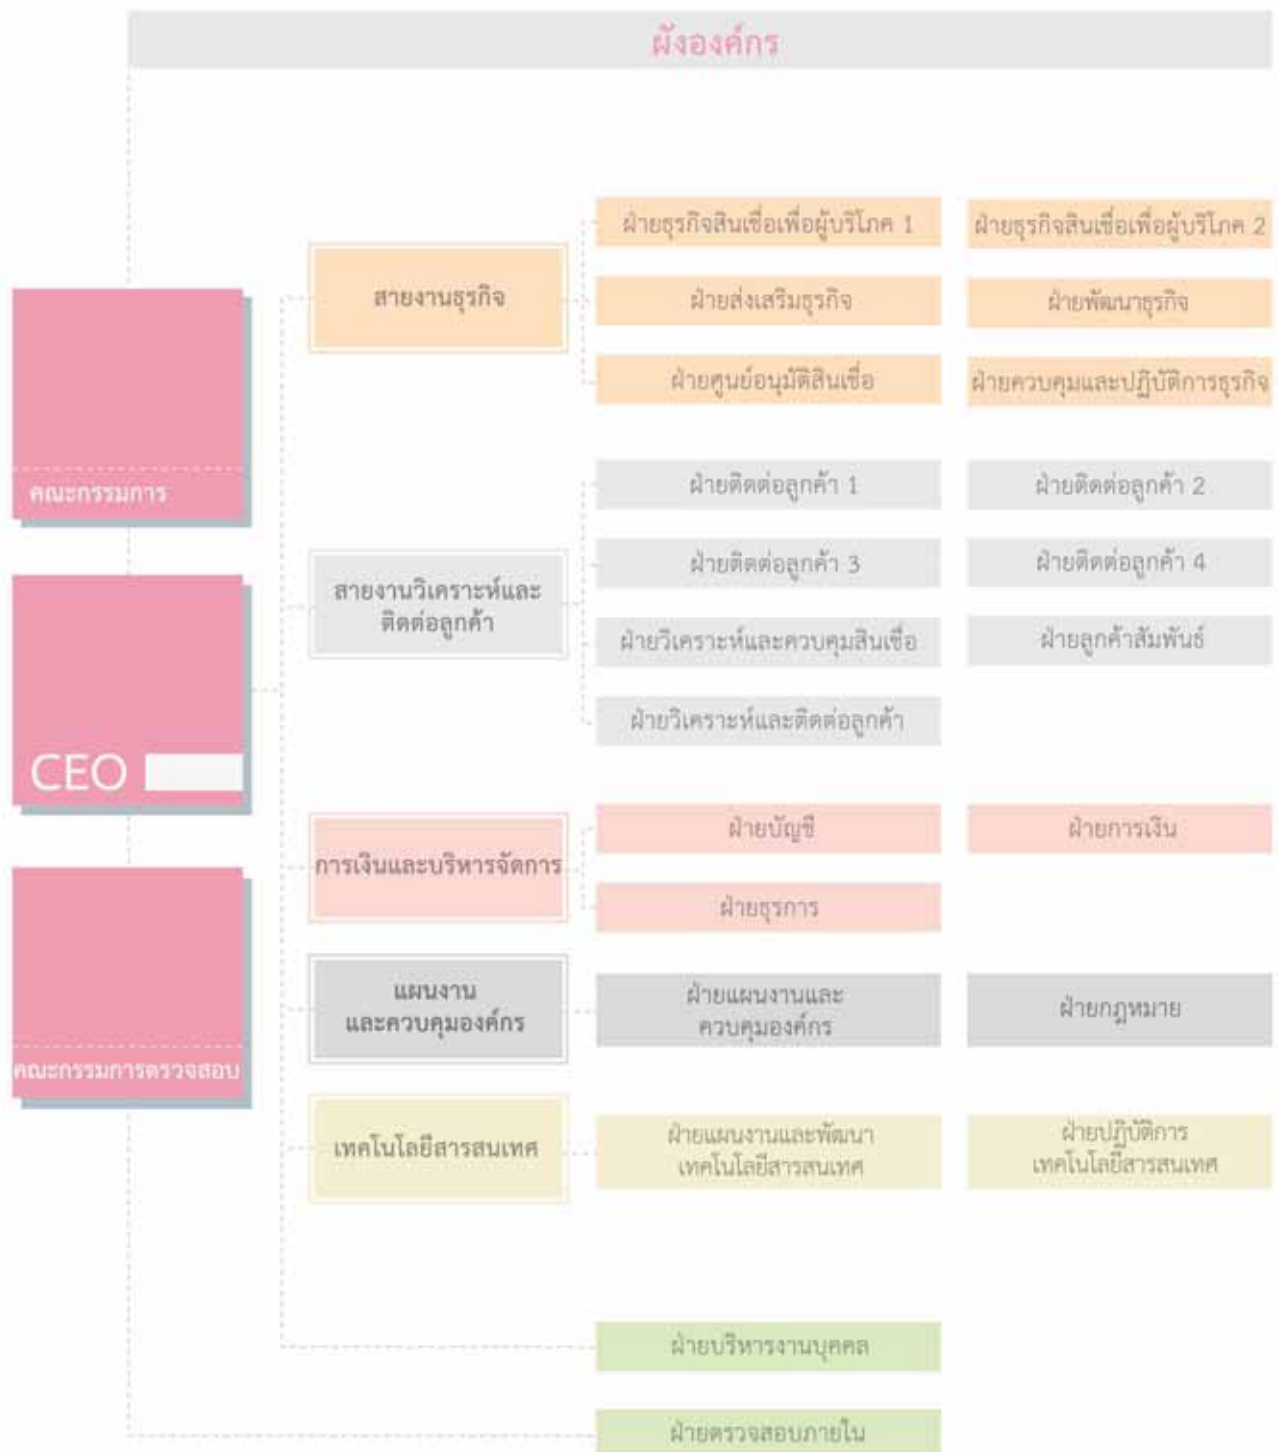 ผังองค์กร
คณะกรรมการ
CEO
คณะกรรมการตรวจสอบ
สายงานธุรกิจ
ฝ่ายธุรกิจสินเชื่อเพื่อผู้บริโภค 1
ฝ่ายธุรกิจสินเชื่อเพื่อผู้บริโภค 2
ฝ่ายส่งเสริมธุรกิจ
ฝ่ายพัฒนาธุรกิจ
ฝ่ายศูนย์อนุมัติสินเชื่อ
ฝ่ายควบคุมและปฏิบัติการธุรกิจ
สายงานวิเคราะห์และ
ติดต่อลูกค้า
ฝ่ายติดต่อลูกค้า 1
ฝ่ายติดต่อลูกค้า 2
ฝ่ายติดต่อลูกค้า 3
ฝ่ายติดต่อลูกค้า 4
ฝ่ายวิเคราะห์และควบคุมสินเชื่อ
ฝ่ายลูกค้าสัมพันธ์
ฝ่ายวิเคราะห์และติดต่อลูกค้า
การเงินและบริหารจัดการ
ฝ่ายบัญชี
ฝ่ายการเงิน
ฝ่ายธุรการ
แผนงาน
และควบคุมองค์กร
ฝ่ายแผนงานและ
ควบคุมองค์กร
ฝ่ายกฎหมาย
เทคโนโลยีสารสนเทศ
ฝ่ายแผนงานและพัฒนา
เทคโนโลยีสารสนเทศ
ฝ่ายปฏิบัติการ
เทคโนโลยีสารสนเทศ
ฝ่ายบริหารงานบุคคล
ฝ่ายตรวจสอบภายใน